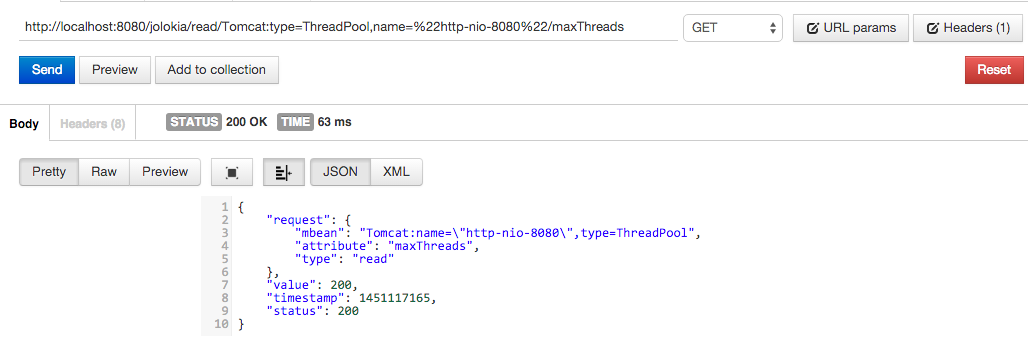 http://localhost:8080/jolokia/read/Tomcat:type=ThreadPool,name=%22http-nio-8080%22/maxThreads GET URL params Headers (1)
Send Preview Add to collection Reset
Body Headers (8) STATUS 200 OK TIME 63 ms
Pretty Raw Preview JSON XML
1 {
2 "request": {
3 "mbean": "Tomcat:name=\"http-nio-8080\",type=ThreadPool",
4 "attribute": "maxThreads",
5 "type": "read"
6 },
7 "value": 200,
8 "timestamp": 1451117165,
9 "status": 200
10 }